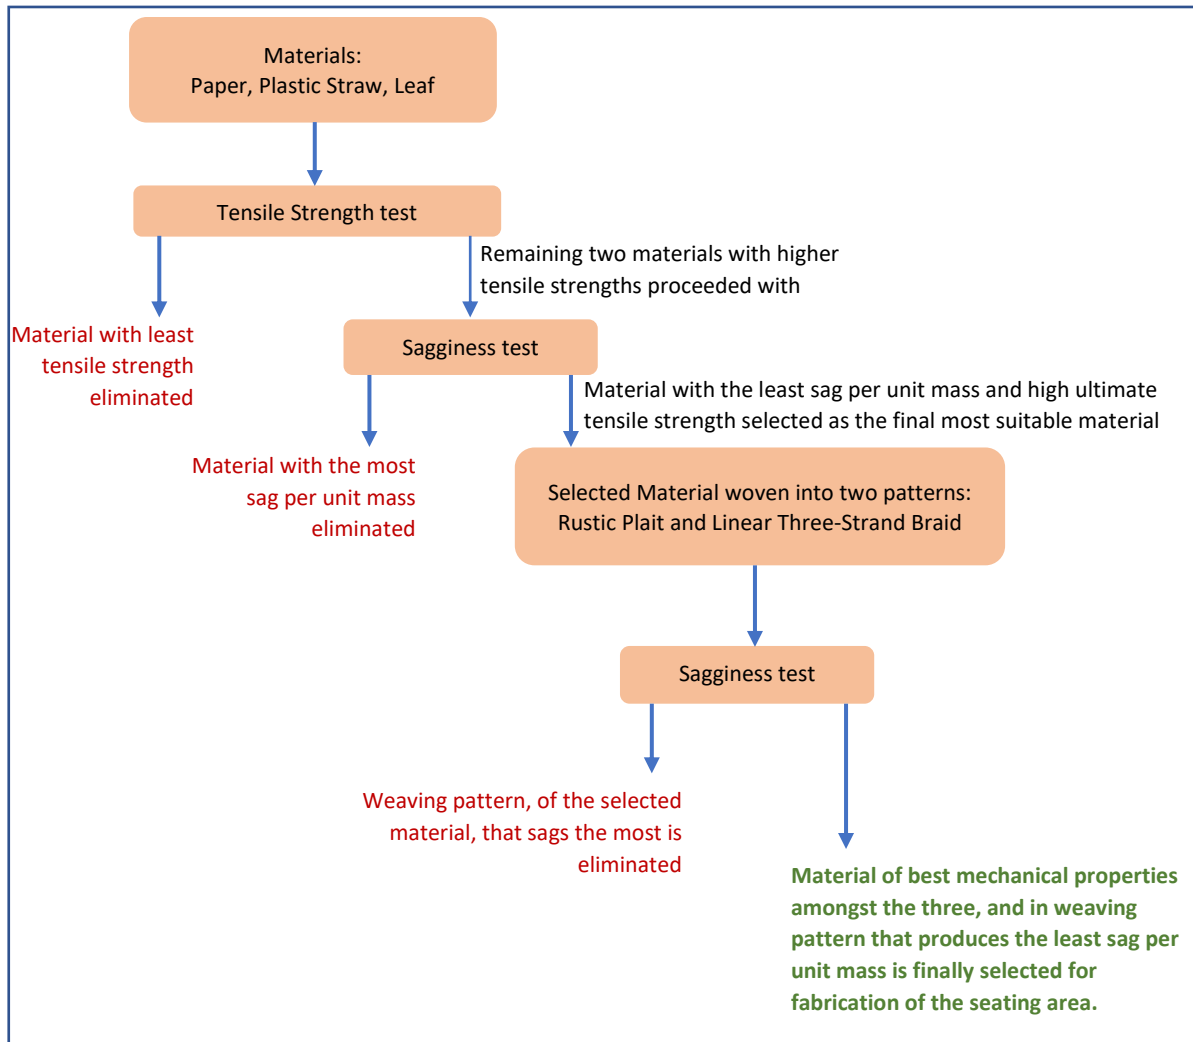 Materials:
Paper, Plastic Straw, Leaf
Tensile Strength test
Remaining two materials with higher
tensile strengths proceeded with
Material with least
tensile strength
eliminated
Sagginess test
Material with the least sag per unit mass and high ultimate
tensile strength selected as the final most suitable material
Material with the most
sag per unit mass
eliminated
Selected Material woven into two patterns:
Rustic Plait and Linear Three-Strand Braid
Sagginess test
Weaving pattern, of the selected
material, that sags the most is
eliminated
Material of best mechanical properties
amongst the three, and in weaving
pattern that produces the least sag per
unit mass is finally selected for
fabrication of the seating area.